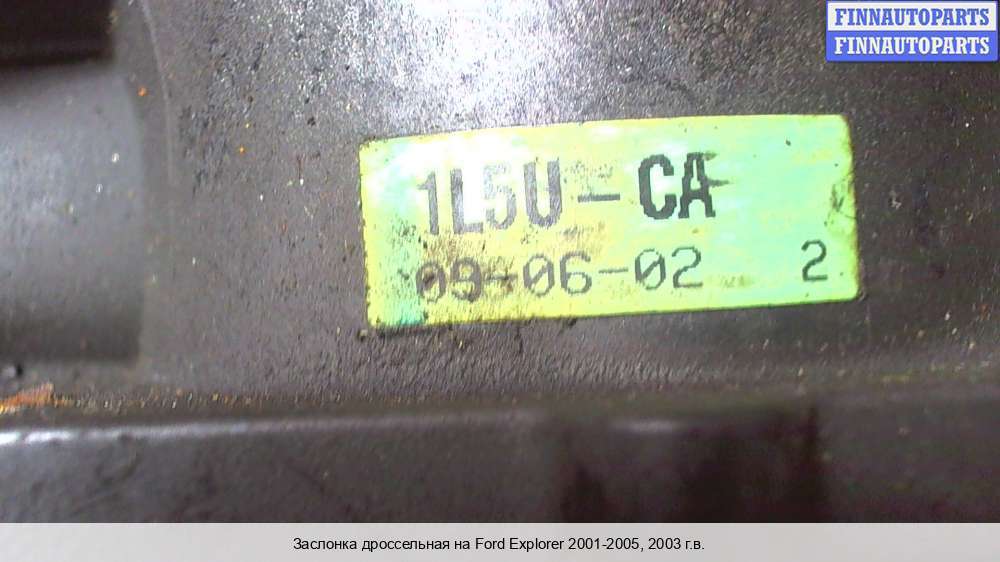 FINNAUTOPARTS
FINNAUTOPARTS
1L5U-CA
09-06-02 2
Заслонка дроссельная на Ford Explorer 2001-2005, 2003 г.в.